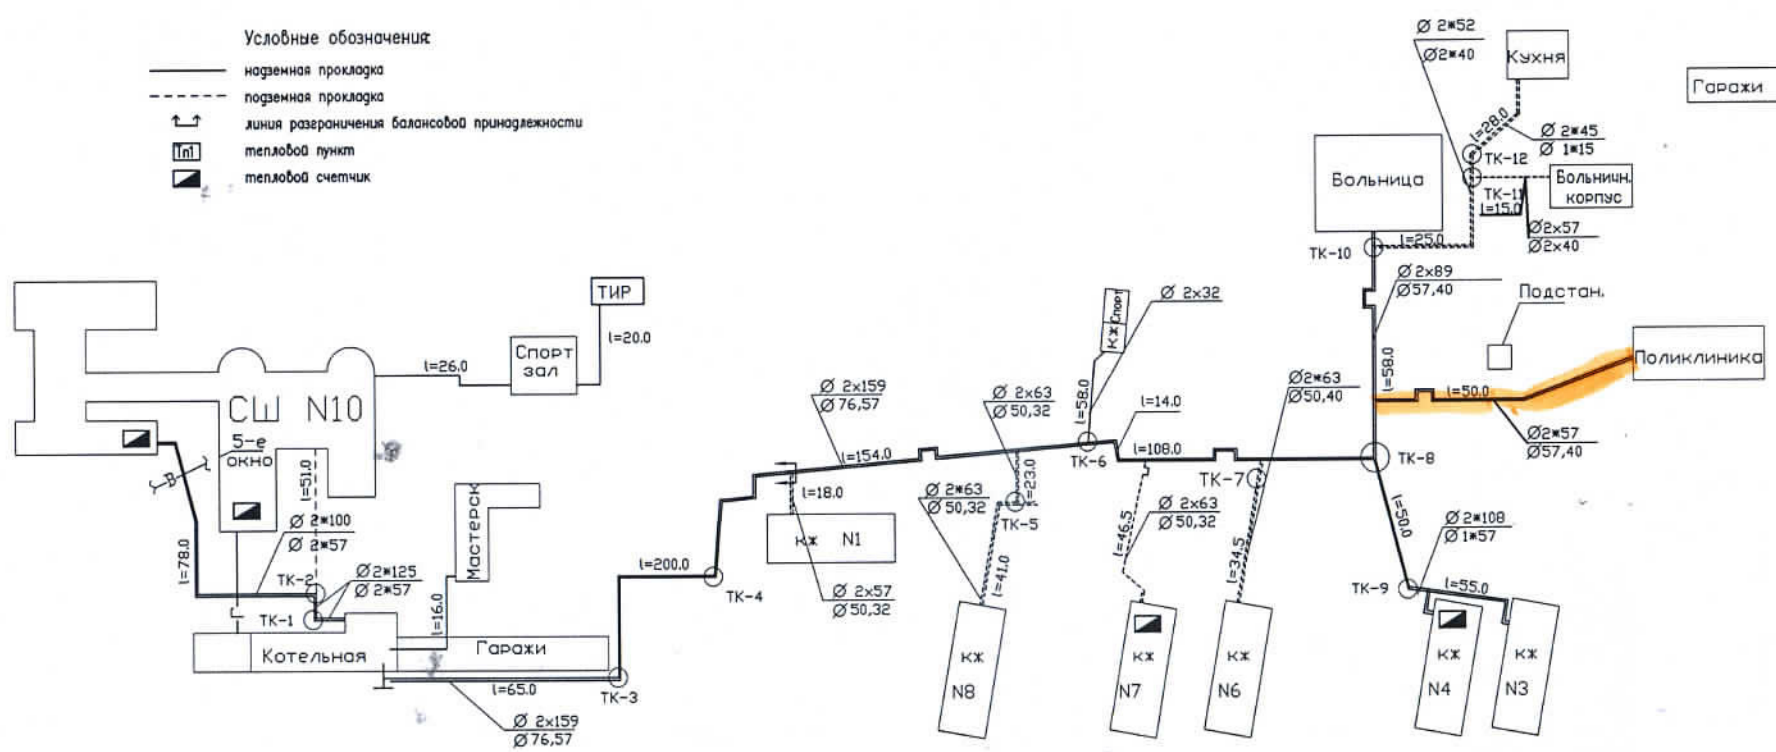 Условные обозначения:
надземная прокладка
подземная прокладка
линия разграничения балансовой принадлежности
Тп1
тепловой пункт
тепловой счетчик
Ø 2*52
Ø2*40
Кухня
Гаражи
l=28.0
Ø 2*45
Ø 1*15
ТК-12
Больница
ТК-11
l=15.0
Больничн.
корпус
Ø2x57
Ø2x40
ТК-10
l=25.0
Ø 2x89
Ø57,40
Подстан.
l=58.0
Поликлиника
l=50.0
Ø2*57
Ø57,40
ТИР
l=20.0
Спорт
зал
l=26.0
СШ N10
5-е
окно
В
l=51.0
l=78.0
Ø 2*100
Ø 2*57
ТК-2
Ø2*125
Ø 2*57
ТК-1
Мастерск
l=16.0
Котельная
Гаражи
l=65.0
ТК-3
Ø 2x159
Ø76,57
l=200.0
ТК-4
Ø 2x159
Ø 76,57
l=154.0
l=18.0
кж N1
Ø 2x57
Ø50,32
Ø 2x63
Ø50,32
l=23.0
ТК-5
Ø 2*63
Ø 50,32
l=41.0
кж
N8
КЖ Спорт
Ø 2x32
l=58.0
ТК-6
l=14.0
l=108.0
Ø 2x63
Ø 50,32
l=46.5
кж
N7
Ø2*63
Ø50,40
ТК-7
l=34.5
кж
N6
ТК-8
l=50.0
Ø 2*108
Ø 1*57
ТК-9
l=55.0
кж
N4
кж
N3